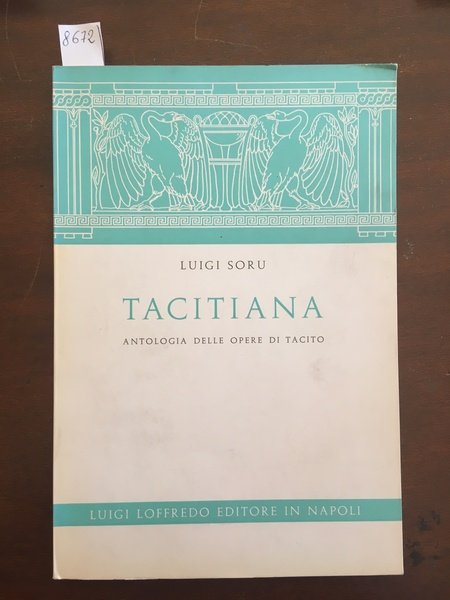 8672
LUIGI SORU
TACITIANA
ANTOLOGIA DELLE OPERE DI TACITO
LUIGI LOFFREDO EDITORE IN NAPOLI